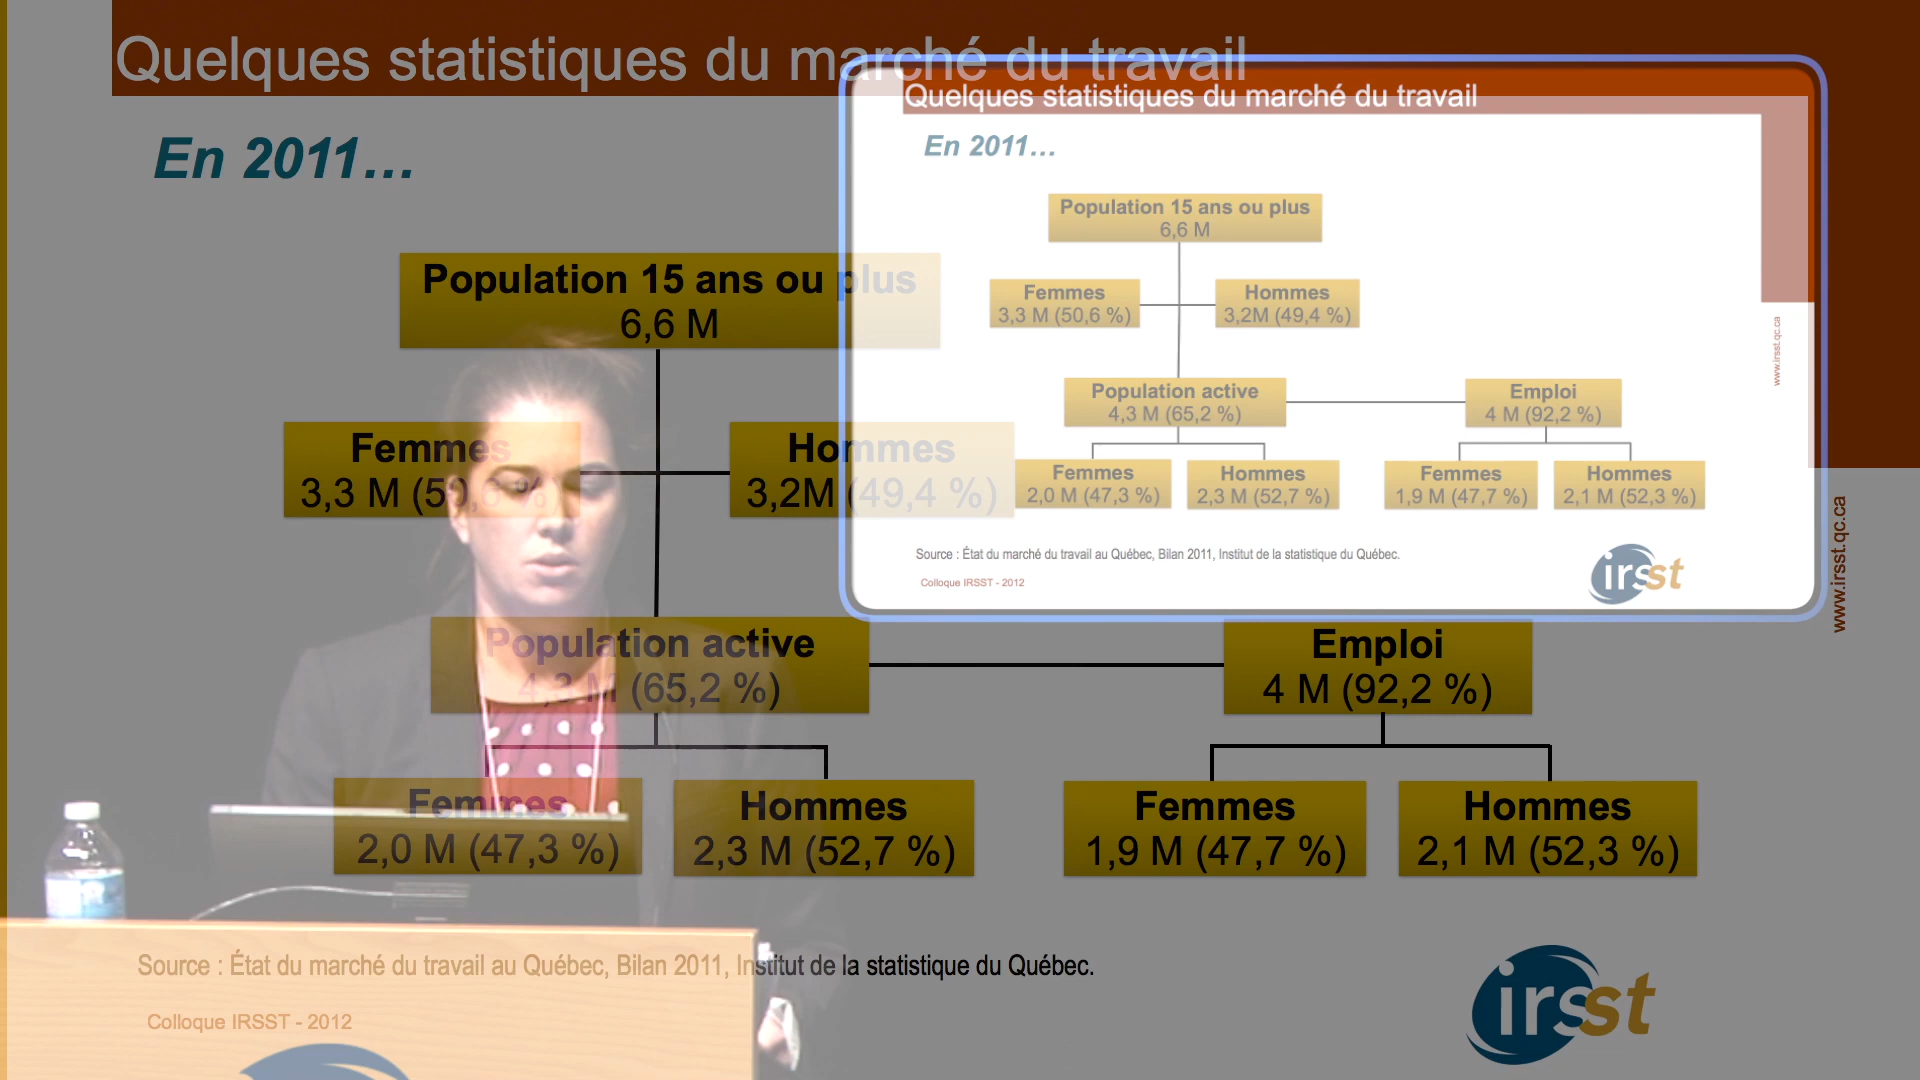 Quelques statistiques du marché du travail
En 2011…
Population 15 ans ou plus
6,6 M
Femmes
3,3 M (50,6 %)
Hommes
3,2M (49,4 %)
Population active
4,3 M (65,2 %)
Emploi
4 M (92,2 %)
Femmes
2,0 M (47,3 %)
Hommes
2,3 M (52,7 %)
Femmes
1,9 M (47,7 %)
Hommes
2,1 M (52,3 %)
Source : État du marché du travail au Québec, Bilan 2011, Institut de la statistique du Québec.
Colloque IRSST - 2012
irsst
www.irsst.qc.ca
Quelques statistiques du marché du travail
En 2011…
Population 15 ans ou plus
6,6 M
Femmes
3,3 M (50,6 %)
Hommes
3,2M (49,4 %)
Population active
4,3 M (65,2 %)
Emploi
4 M (92,2 %)
Femmes
2,0 M (47,3 %)
Hommes
2,3 M (52,7 %)
Femmes
1,9 M (47,7 %)
Hommes
2,1 M (52,3 %)
Source : État du marché du travail au Québec, Bilan 2011, Institut de la statistique du Québec.
Colloque IRSST - 2012
irsst
www.irsst.qc.ca